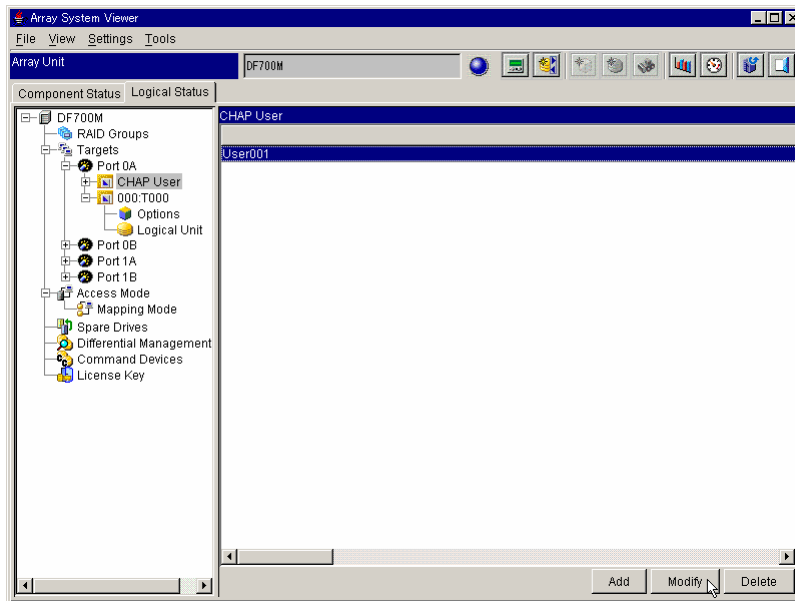 Array System Viewer
File View Settings Tools
Array Unit
DF700M
Component Status Logical Status
DF700M
RAID Groups
Targets
Port 0A
CHAP User
000:T000
Options
Logical Unit
Port 0B
Port 1A
Port 1B
Access Mode
Mapping Mode
Spare Drives
Differential Management
Command Devices
License Key
CHAP User
User001
Add Modify Delete